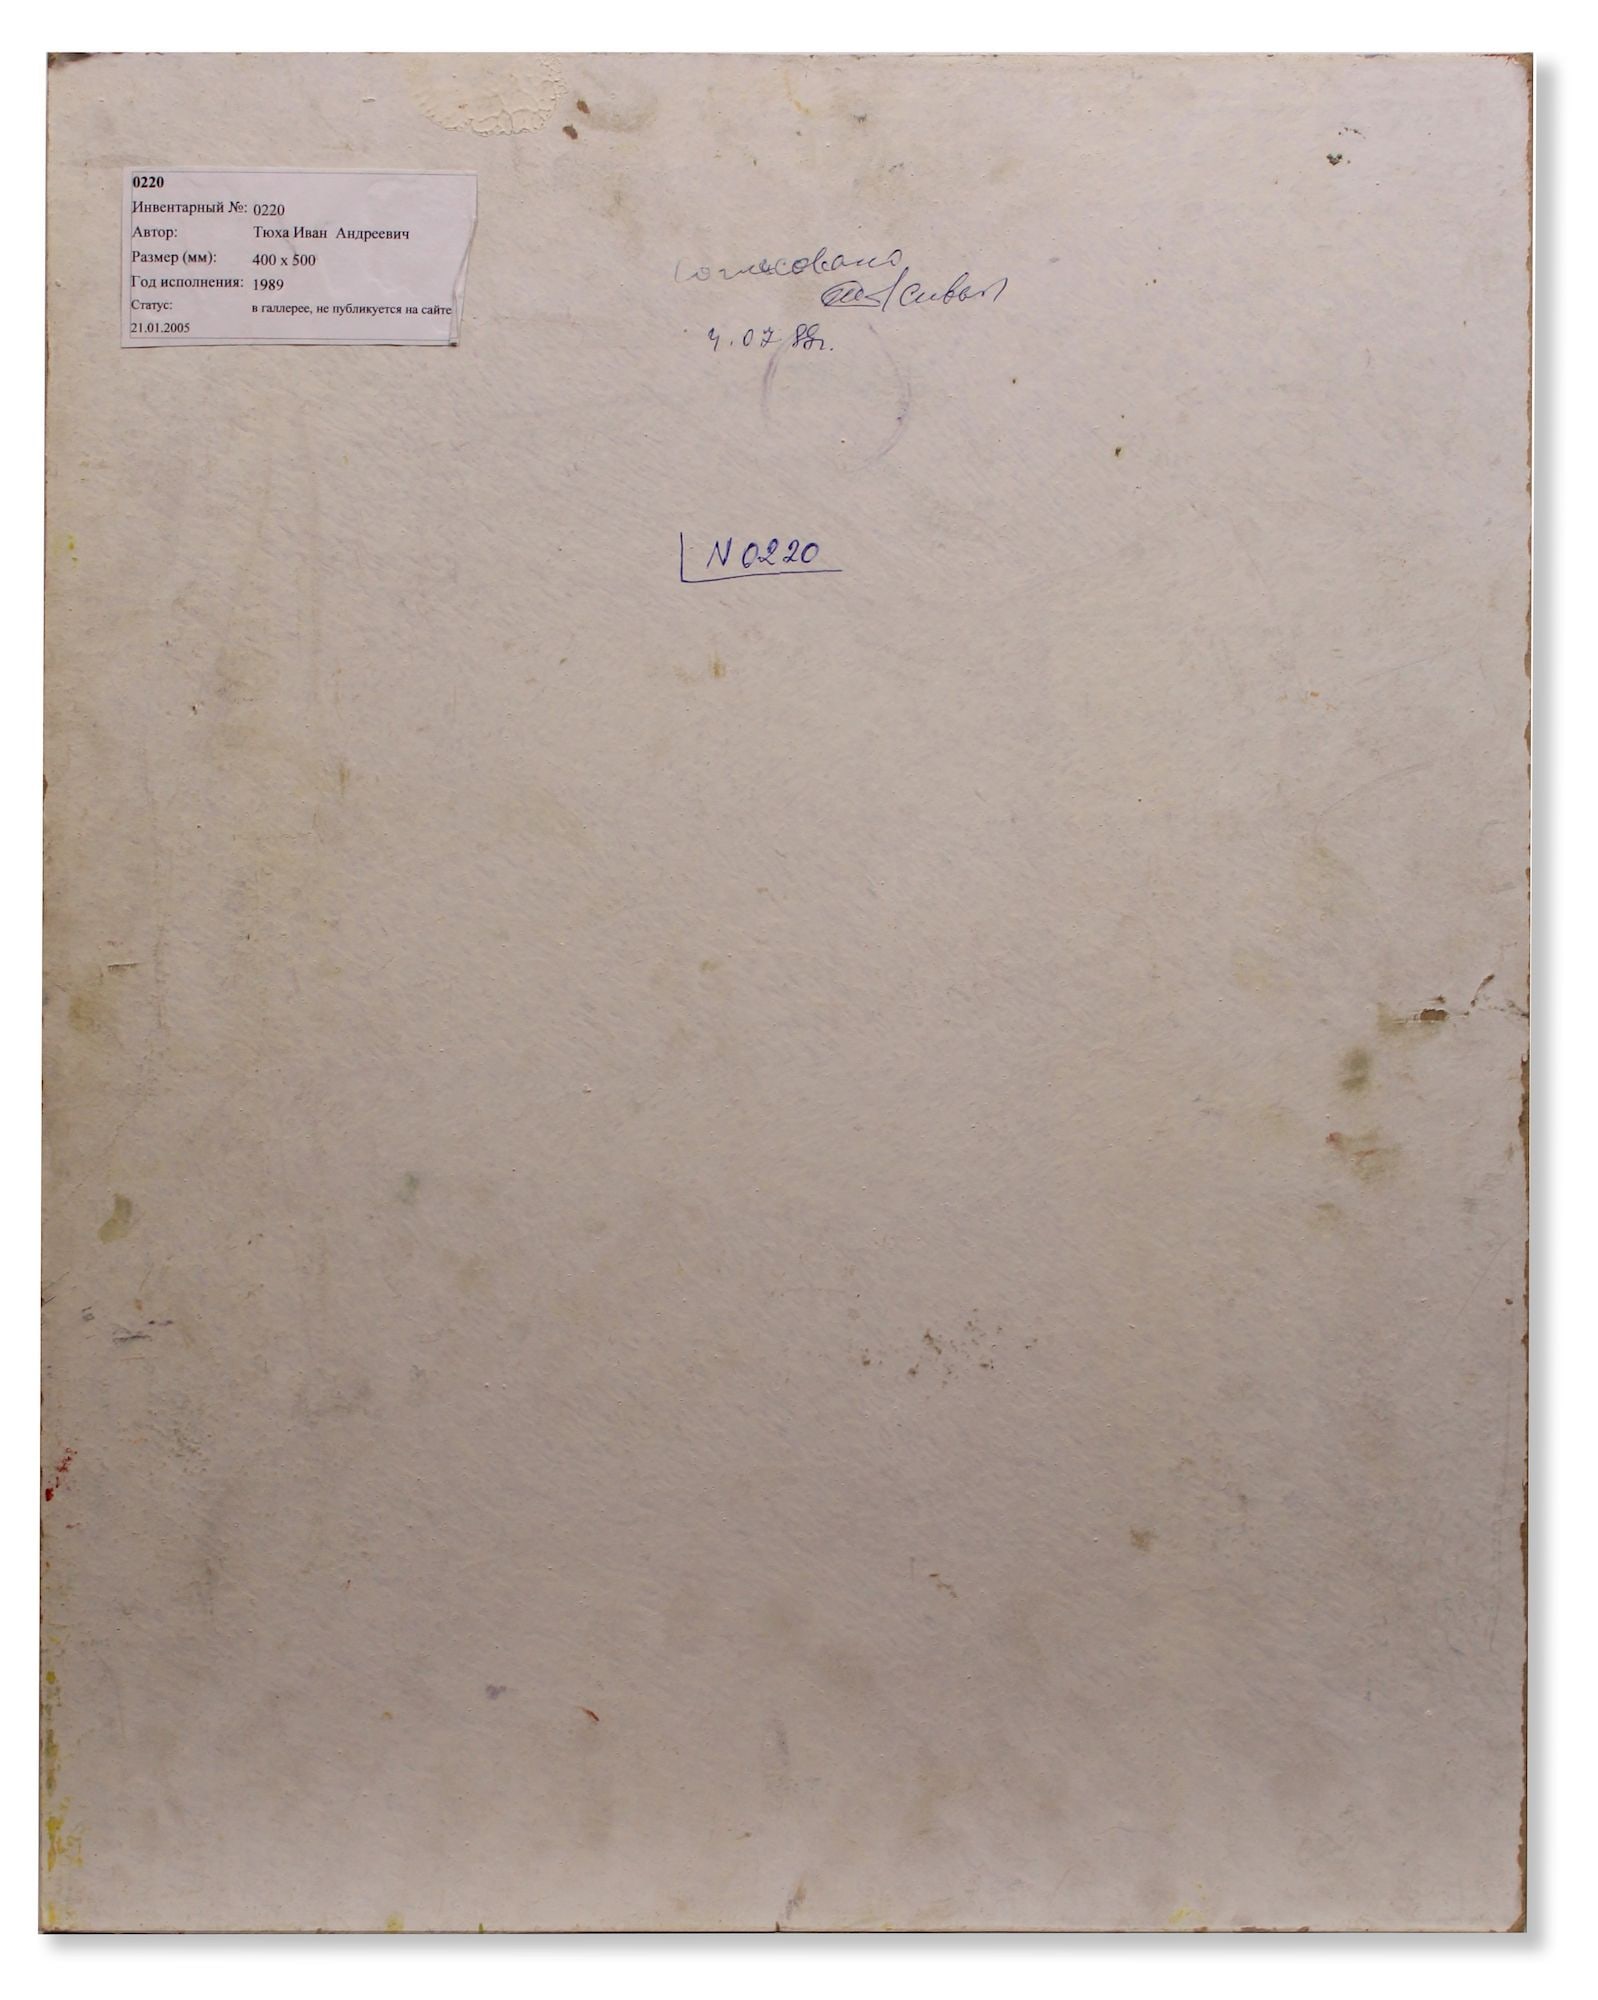 0220
Инвентарный №: 0220
Автор: Тюха Иван Андреевич
Размер (мм): 400 x 500
Год исполнения: 1989
Статус: в галлерее, не публикуется на сайте
21.01.2005
Согласовано
4.07.89г.
N 0220